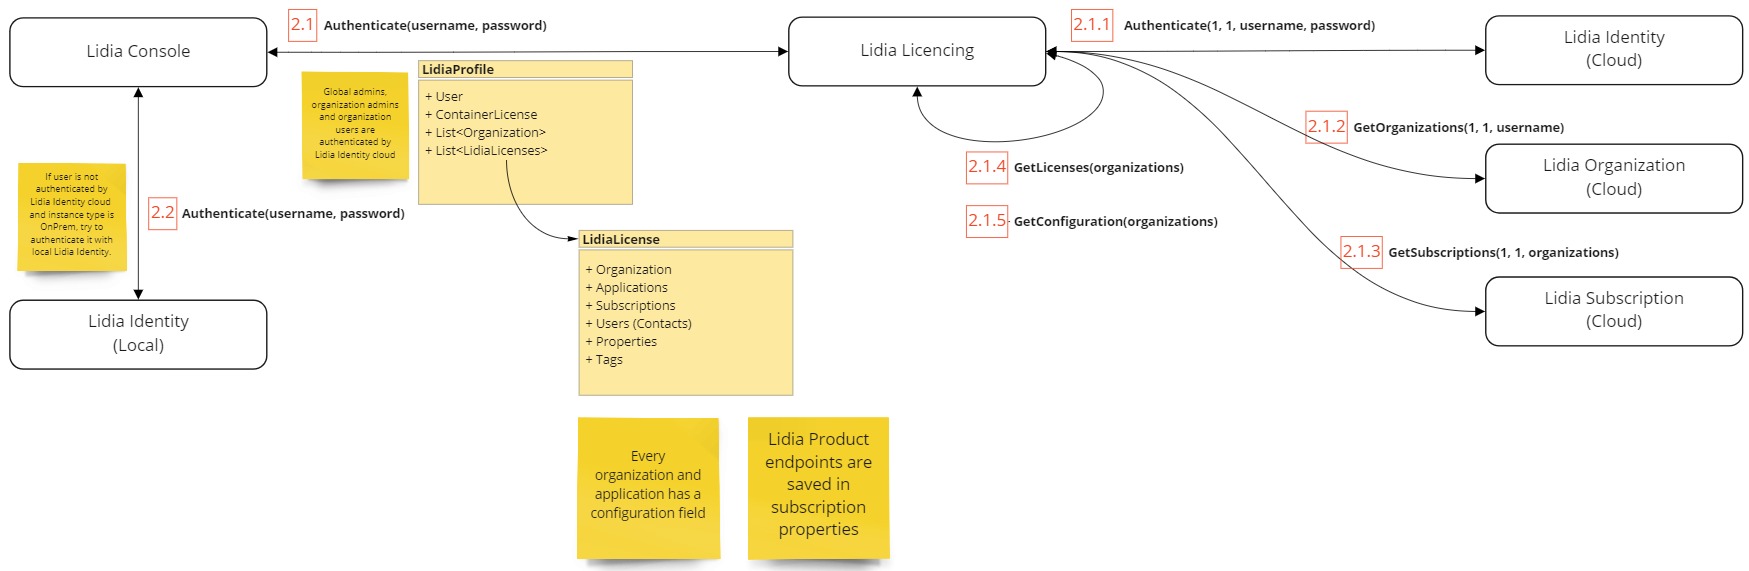 2.1 Authenticate(username, password)
2.1.1 Authenticate(1, 1, username, password)
Lidia Console
Lidia Licencing
Lidia Identity
(Cloud)
Global admins,
organization admins
and organization
users are
authenticated by
Lidia Identity cloud
LidiaProfile
+ User
+ ContainerLicense
+ List<Organization>
+ List<LidiaLicenses>
2.1.2 GetOrganizations(1, 1, username)
Lidia Organization
(Cloud)
2.1.4 GetLicenses(organizations)
2.1.5 GetConfiguration(organizations)
If user is not
authenticated by
Lidia Identity cloud
and instance type is
OnPrem, try to
authenticate it with
local Lidia Identity.
2.2 Authenticate(username, password)
2.1.3 GetSubscriptions(1, 1, organizations)
LidiaLicense
+ Organization
+ Applications
+ Subscriptions
+ Users (Contacts)
+ Properties
+ Tags
Lidia Subscription
(Cloud)
Lidia Identity
(Local)
Every
organization and
application has a
configuration field
Lidia Product
endpoints are
saved in
subscription
properties